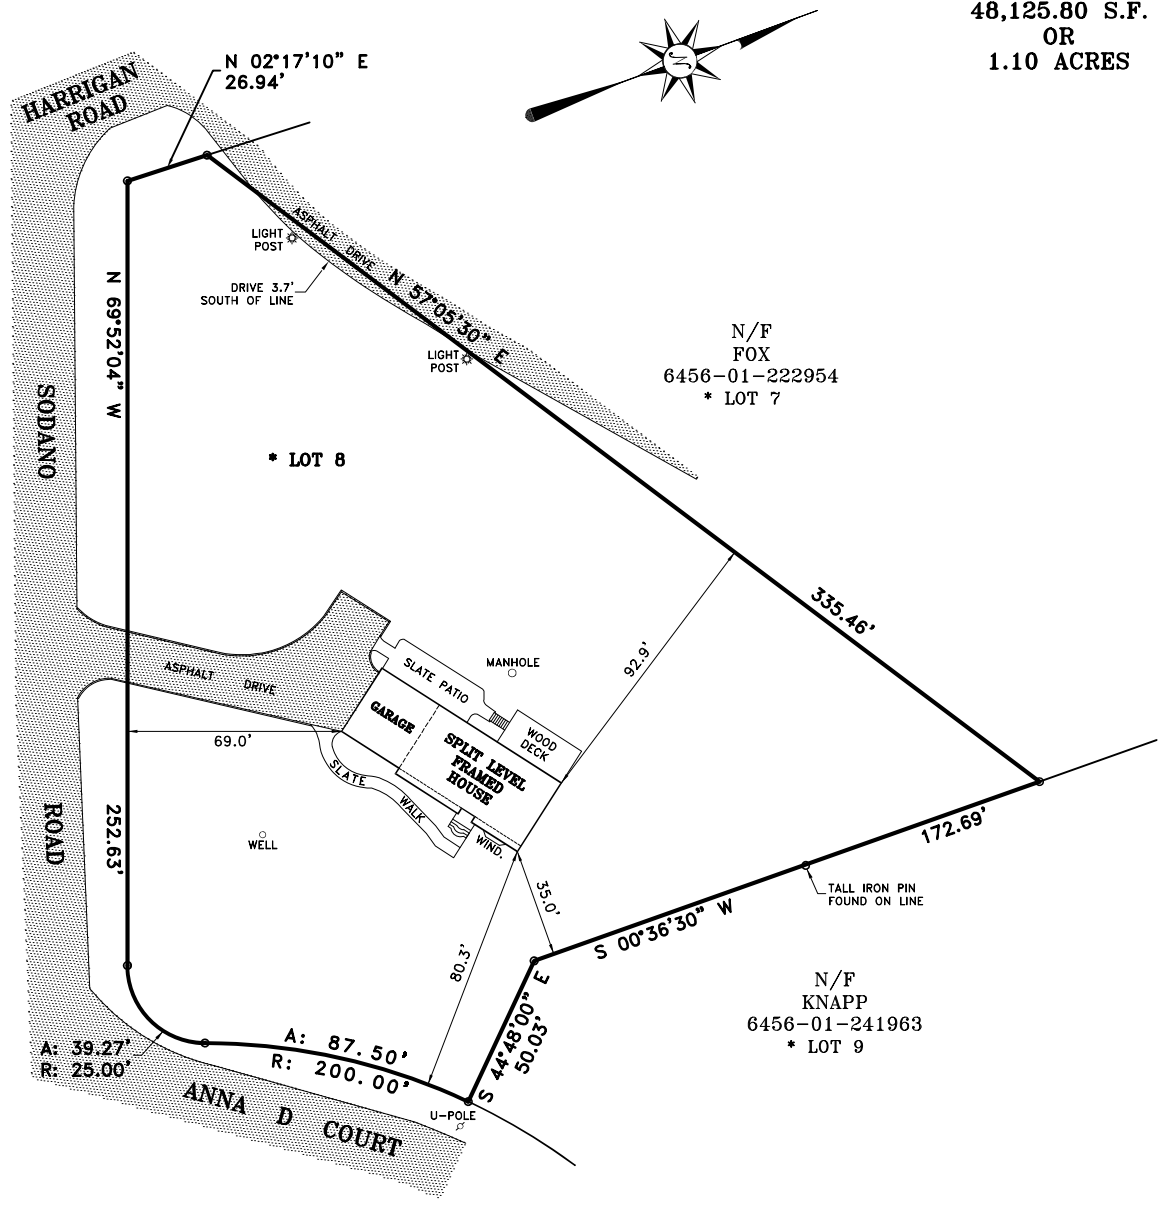 48,125.80 S.F.
OR
1.10 ACRES
N 02°17'10" E
26.94'
HARRIGAN
ROAD
N
LIGHT
POST
ASPHALT DRIVE
DRIVE 3.7'
SOUTH OF LINE
N 57°05'30" E
LIGHT
POST
N/F
FOX
6456-01-222954
* LOT 7
N 69°52'04" W
SODANO
* LOT 8
335.46'
92.9'
MANHOLE
SLATE PATIO
ASPHALT DRIVE
GARAGE
WOOD
DECK
SPLIT LEVEL
FRAMED
HOUSE
69.0'
SLATE
WALK
WIND.
252.63'
ROAD
WELL
172.69'
TALL IRON PIN
FOUND ON LINE
35.0'
S 00°36'30" W
80.3'
S 44°48'00" E
50.03'
N/F
KNAPP
6456-01-241963
* LOT 9
A: 39.27'
R: 25.00'
A: 87.50'
R: 200.00'
U-POLE
ANNA D COURT